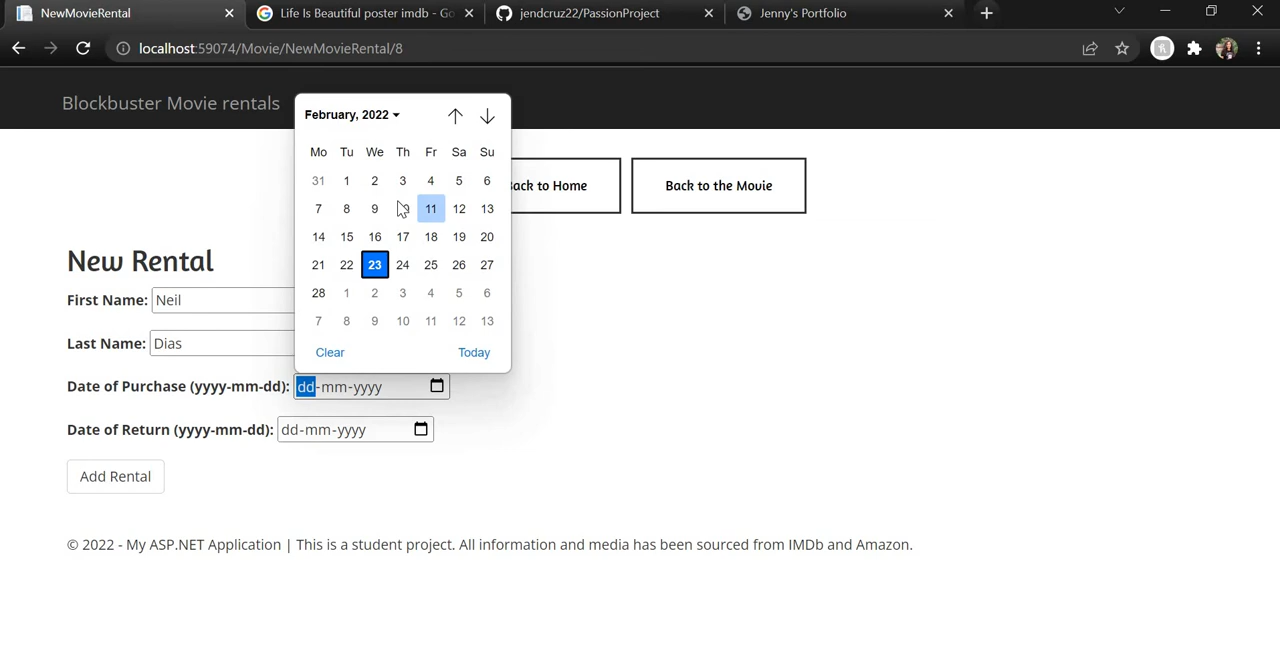 NewMovieRental
Life Is Beautiful poster imdb - Go
jendcruz22/PassionProject
Jenny's Portfolio
localhost:59074/Movie/NewMovieRental/8
Blockbuster Movie rentals
February, 2022
Mo Tu We Th Fr Sa Su
31 1 2 3 4 5 6
7 8 9 10 11 12 13
14 15 16 17 18 19 20
21 22 23 24 25 26 27
28 1 2 3 4 5 6
7 8 9 10 11 12 13
Clear Today
Back to Home
Back to the Movie
New Rental
First Name: Neil
Last Name: Dias
Date of Purchase (yyyy-mm-dd): dd-mm-yyyy
Date of Return (yyyy-mm-dd): dd-mm-yyyy
Add Rental
© 2022 - My ASP.NET Application | This is a student project. All information and media has been sourced from IMDb and Amazon.